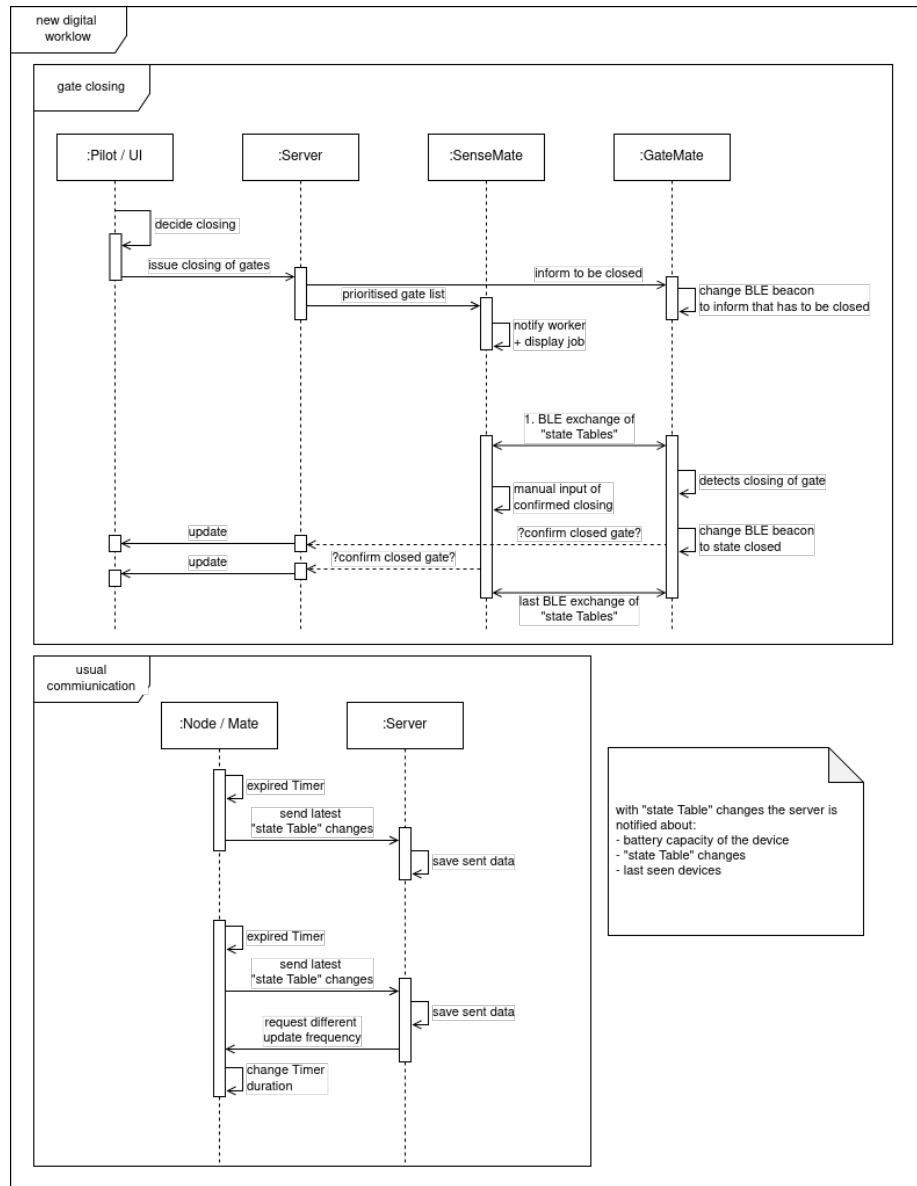 new digital
worklow
gate closing
:Pilot / UI
:Server
:SenseMate
:GateMate
decide closing
issue closing of gates
inform to be closed
prioritised gate list
change BLE beacon
to inform that has to be closed
notify worker
+ display job
1. BLE exchange of
"state Tables"
detects closing of gate
manual input of
confirmed closing
update
?confirm closed gate?
change BLE beacon
to state closed
update
?confirm closed gate?
last BLE exchange of
"state Tables"
usual
commiunication
:Node / Mate
:Server
expired Timer
send latest
"state Table" changes
save sent data
expired Timer
send latest
"state Table" changes
save sent data
request different
update frequency
change Timer
duration
with "state Table" changes the server is
notified about:
- battery capacity of the device
- "state Table" changes
- last seen devices